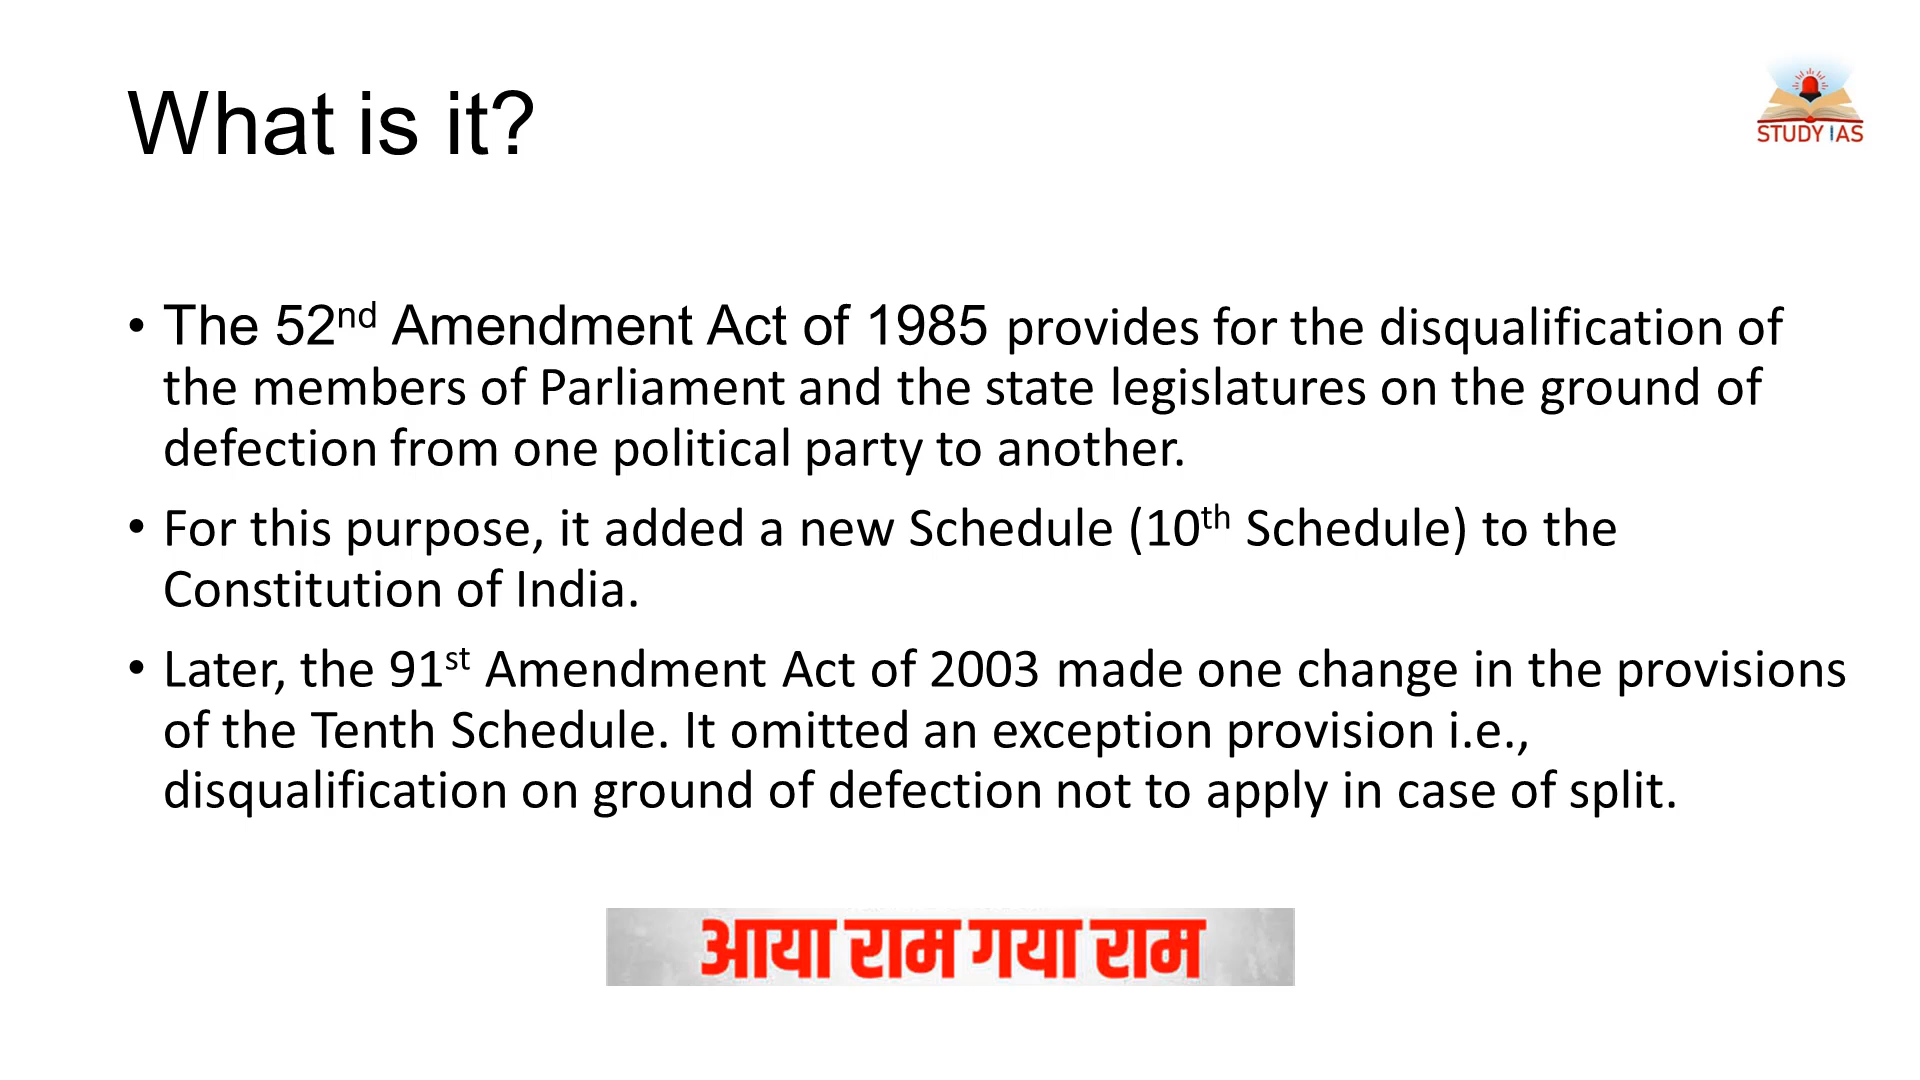 What is it?
STUDY IAS
• The 52nd Amendment Act of 1985 provides for the disqualification of
the members of Parliament and the state legislatures on the ground of
defection from one political party to another.
• For this purpose, it added a new Schedule (10th Schedule) to the
Constitution of India.
• Later, the 91st Amendment Act of 2003 made one change in the provisions
of the Tenth Schedule. It omitted an exception provision i.e.,
disqualification on ground of defection not to apply in case of split.
आया राम गया राम